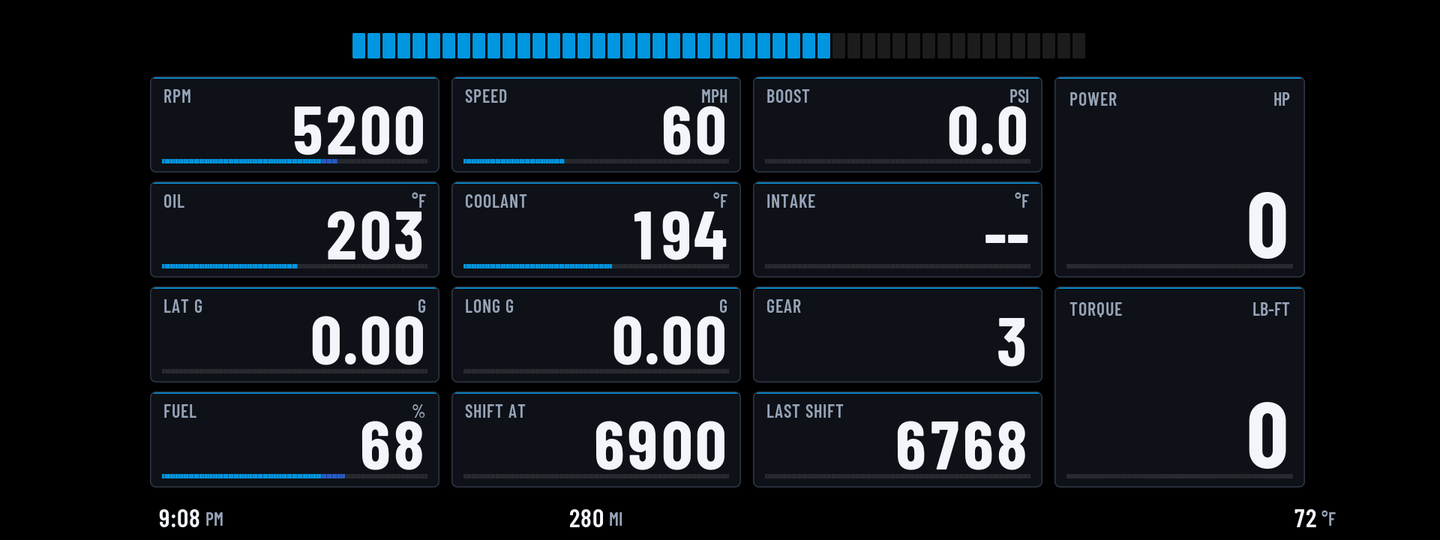 RPM
5200
SPEED MPH
60
BOOST PSI
0.0
POWER HP
0
OIL °F
203
COOLANT °F
194
INTAKE °F
--
LAT G G
0.00
LONG G G
0.00
GEAR
3
TORQUE LB-FT
0
FUEL %
68
SHIFT AT
6900
LAST SHIFT
6768
9:08 PM
280 MI
72 °F